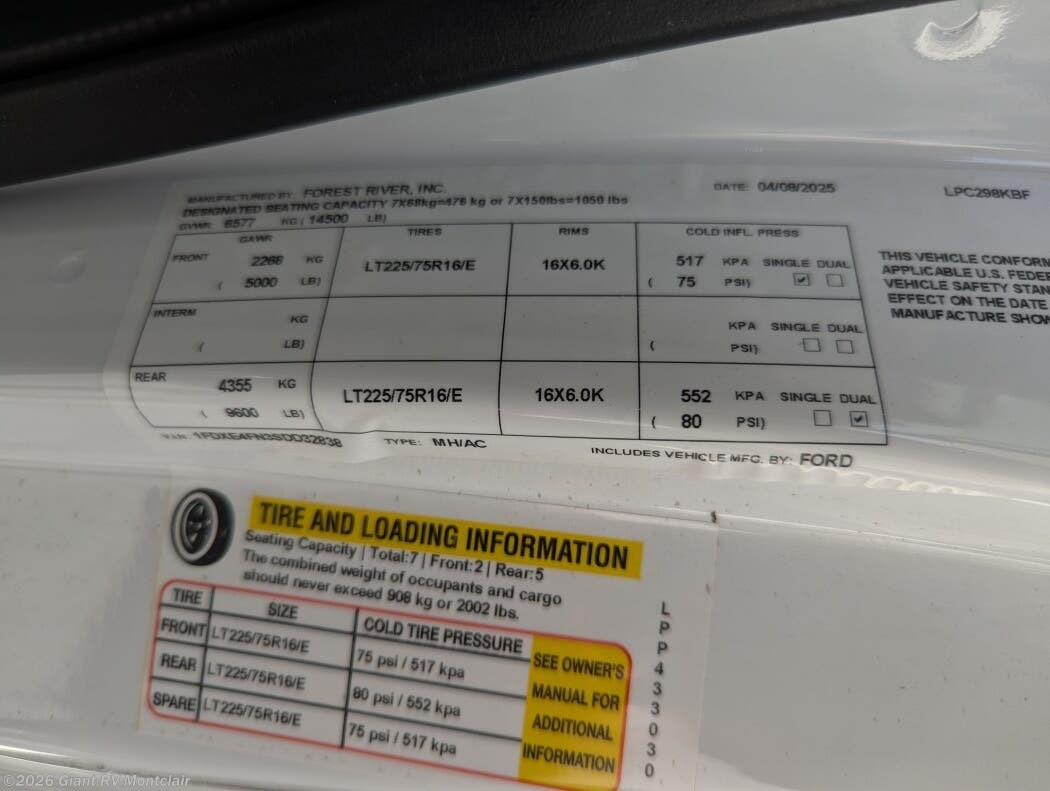 MANUFACTURED BY: FOREST RIVER, INC.
DATE: 04/08/2025
LPC298KBF
DESIGNATED SEATING CAPACITY 7X68kg=476 kg or 7X150lbs=1050 lbs
GVWR: 6577 KG ( 14500 LB)
GAWR TIRES RIMS COLD INFL. PRESS
FRONT 2268 KG LT225/75R16/E 16X6.0K 517 KPA SINGLE DUAL
( 5000 LB) ( 75 PSI)
INTERM KG KPA SINGLE DUAL
( LB) ( PSI)
REAR 4355 KG LT225/75R16/E 16X6.0K 552 KPA SINGLE DUAL
( 9600 LB) ( 80 PSI)
1FDXE4FN3SDD32838 TYPE: MH/AC INCLUDES VEHICLE MFG. BY: FORD
THIS VEHICLE CONFORM
APPLICABLE U.S. FEDER
VEHICLE SAFETY STAN
EFFECT ON THE DATE
MANUFACTURE SHOW
TIRE AND LOADING INFORMATION
Seating Capacity | Total:7 | Front:2 | Rear:5
The combined weight of occupants and cargo
should never exceed 908 kg or 2002 lbs.
TIRE SIZE COLD TIRE PRESSURE
FRONT LT225/75R16/E 75 psi / 517 kpa
REAR LT225/75R16/E 80 psi / 552 kpa
SPARE LT225/75R16/E 75 psi / 517 kpa
SEE OWNER'S
MANUAL FOR
ADDITIONAL
INFORMATION
LPP433030
©2026 Giant RV Montclair